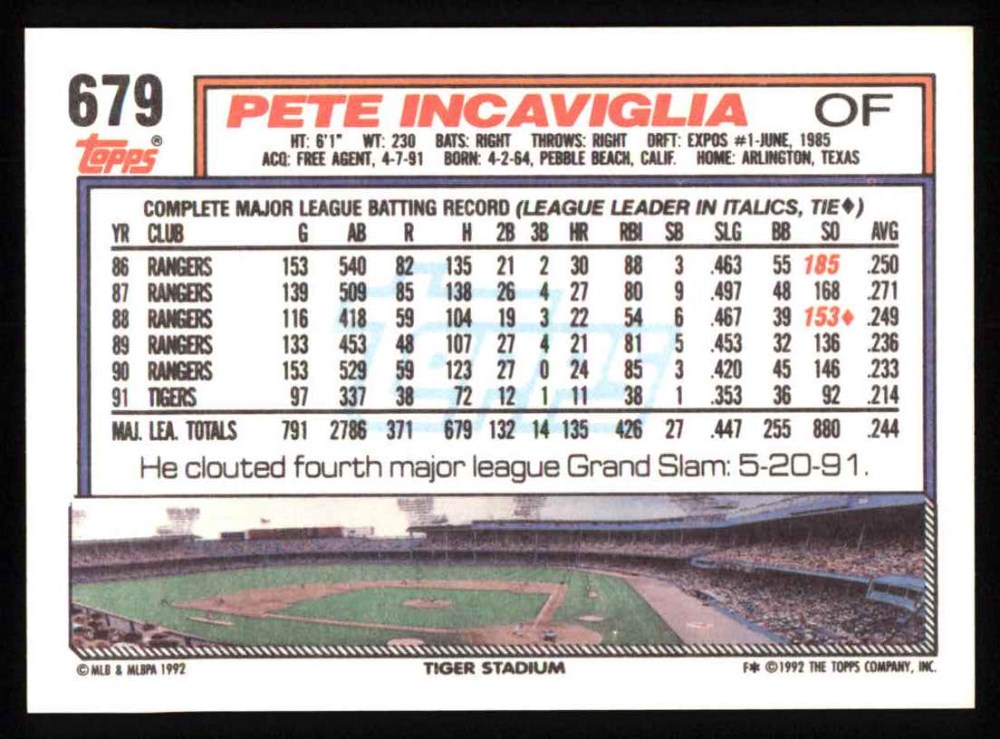 679
PETE INCAVIGLIA OF
Topps®
HT: 6'1" WT: 230 BATS: RIGHT THROWS: RIGHT DRFT: EXPOS #1-JUNE, 1985
ACQ: FREE AGENT, 4-7-91 BORN: 4-2-64, PEBBLE BEACH, CALIF. HOME: ARLINGTON, TEXAS
COMPLETE MAJOR LEAGUE BATTING RECORD (LEAGUE LEADER IN ITALICS, TIE♦)
YR CLUB G AB R H 2B 3B HR RBI SB SLG BB SO AVG
86 RANGERS 153 540 82 135 21 2 30 88 3 .463 55 185 .250
87 RANGERS 139 509 85 138 26 4 27 80 9 .497 48 168 .271
88 RANGERS 116 418 59 104 19 3 22 54 6 .467 39 153♦ .249
89 RANGERS 133 453 48 107 27 4 21 81 5 .453 32 136 .236
90 RANGERS 153 529 59 123 27 0 24 85 3 .420 45 146 .233
91 TIGERS 97 337 38 72 12 1 11 38 1 .353 36 92 .214
MAJ. LEA. TOTALS 791 2786 371 679 132 14 135 426 27 .447 255 880 .244
Topps
He clouted fourth major league Grand Slam: 5-20-91.
© MLB & MLBPA 1992 TIGER STADIUM F* © 1992 THE TOPPS COMPANY, INC.